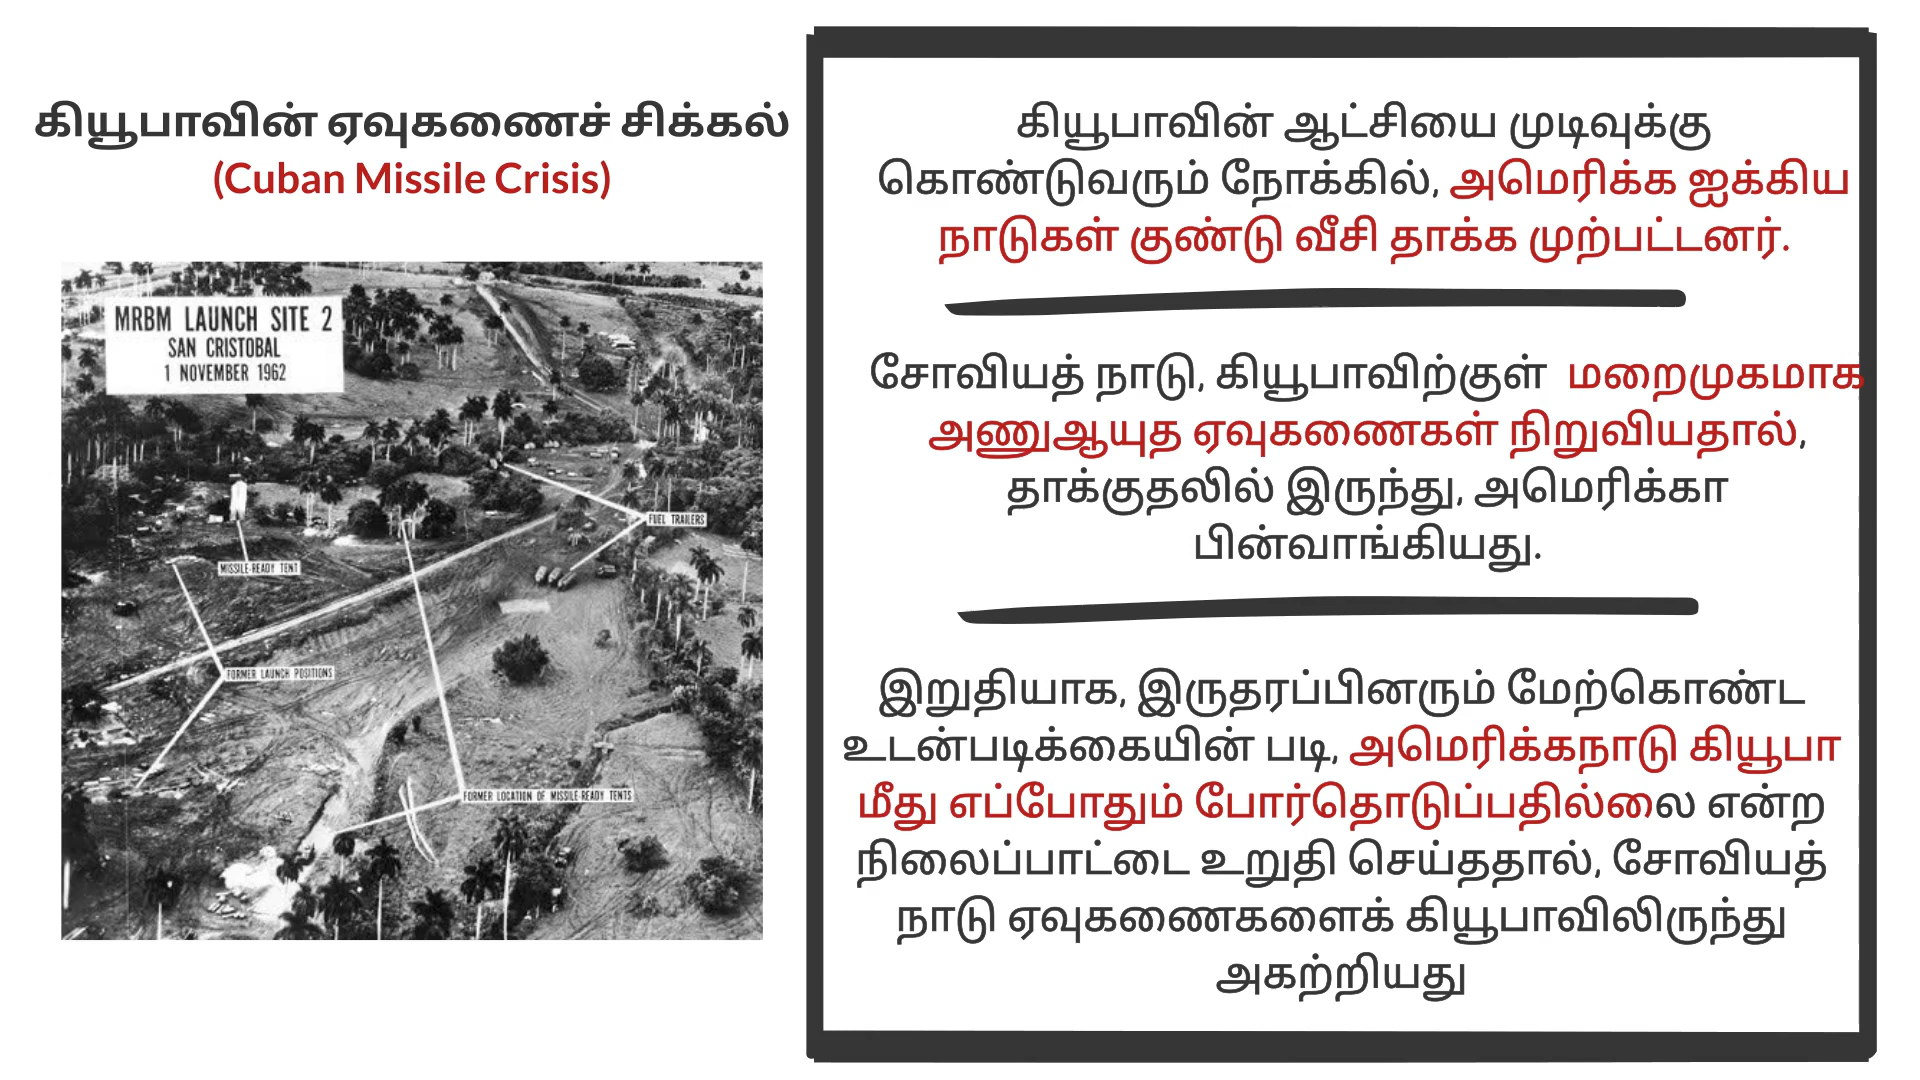 கியூபாவின் ஏவுகணைச் சிக்கல்
(Cuban Missile Crisis)
MRBM LAUNCH SITE 2
SAN CRISTOBAL
1 NOVEMBER 1962
FUEL TRAILERS
MISSILE-READY TENT
FORMER LAUNCH POSITIONS
FORMER LOCATION OF MISSILE-READY TENTS
கியூபாவின் ஆட்சியை முடிவுக்கு
கொண்டுவரும் நோக்கில், அமெரிக்க ஐக்கிய
நாடுகள் குண்டு வீசி தாக்க முற்பட்டனர்.
சோவியத் நாடு, கியூபாவிற்குள் மறைமுகமாக
அணுஆயுத ஏவுகணைகள் நிறுவியதால்,
தாக்குதலில் இருந்து, அமெரிக்கா
பின்வாங்கியது.
இறுதியாக, இருதரப்பினரும் மேற்கொண்ட
உடன்படிக்கையின் படி, அமெரிக்கநாடு கியூபா
மீது எப்போதும் போர்தொடுப்பதில்லை என்ற
நிலைப்பாட்டை உறுதி செய்ததால், சோவியத்
நாடு ஏவுகணைகளைக் கியூபாவிலிருந்து
அகற்றியது